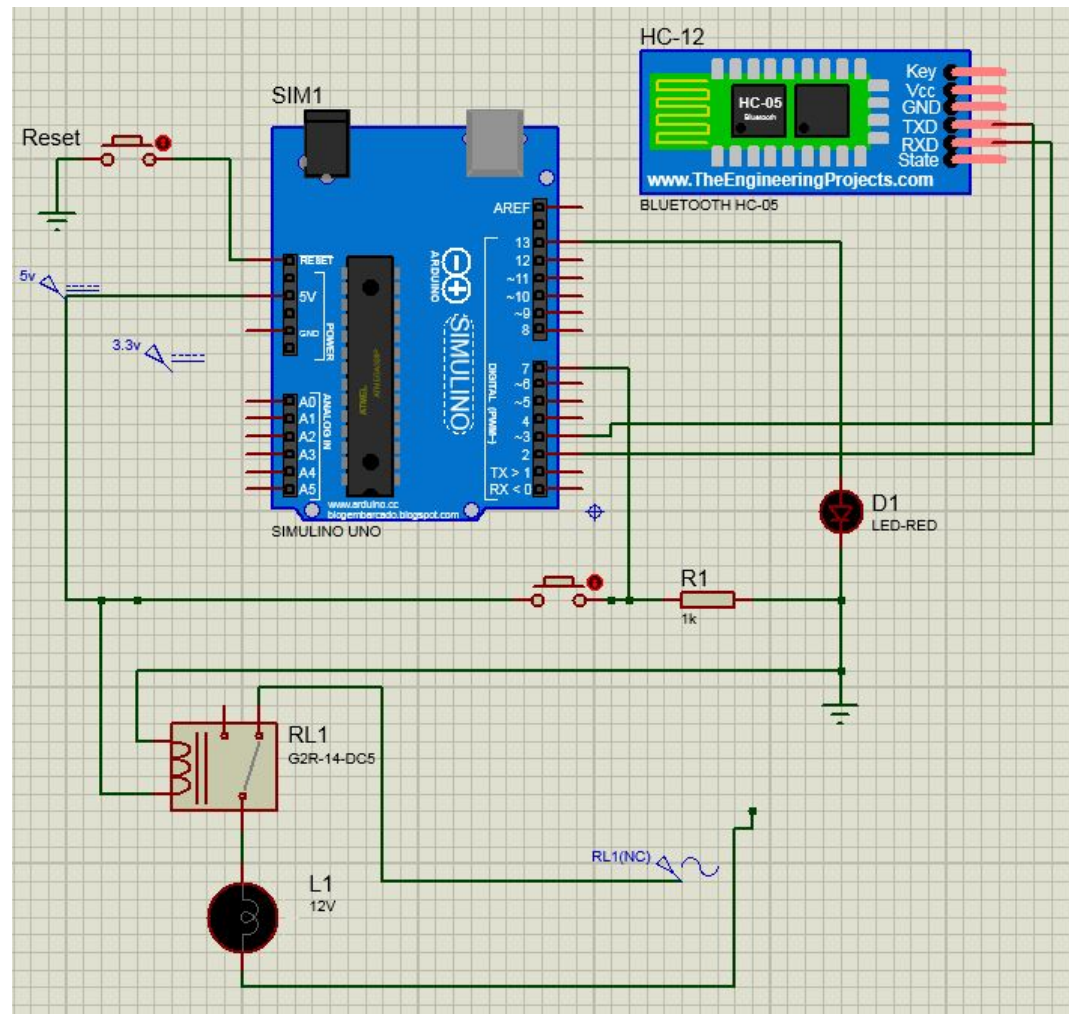 HC-12
Key
Vcc
GND
TXD
RXD
State
HC-05
Bluetooth
www.TheEngineeringProjects.com
BLUETOOTH HC-05
SIM1
Reset
RESET
5V
GND
POWER
A0
A1
A2
A3
A4
A5
ANALOG IN
ATMEL
ARDUINO
SIMULINO
DIGITAL (PWM~)
AREF
13
12
~11
~10
~9
8
7
~6
~5
4
~3
2
TX > 1
RX < 0
www.arduino.cc
blogembarcado.blogspot.com
SIMULINO UNO
5v
3.3v
D1
LED-RED
R1
1k
RL1
G2R-14-DC5
RL1(NC)
L1
12V